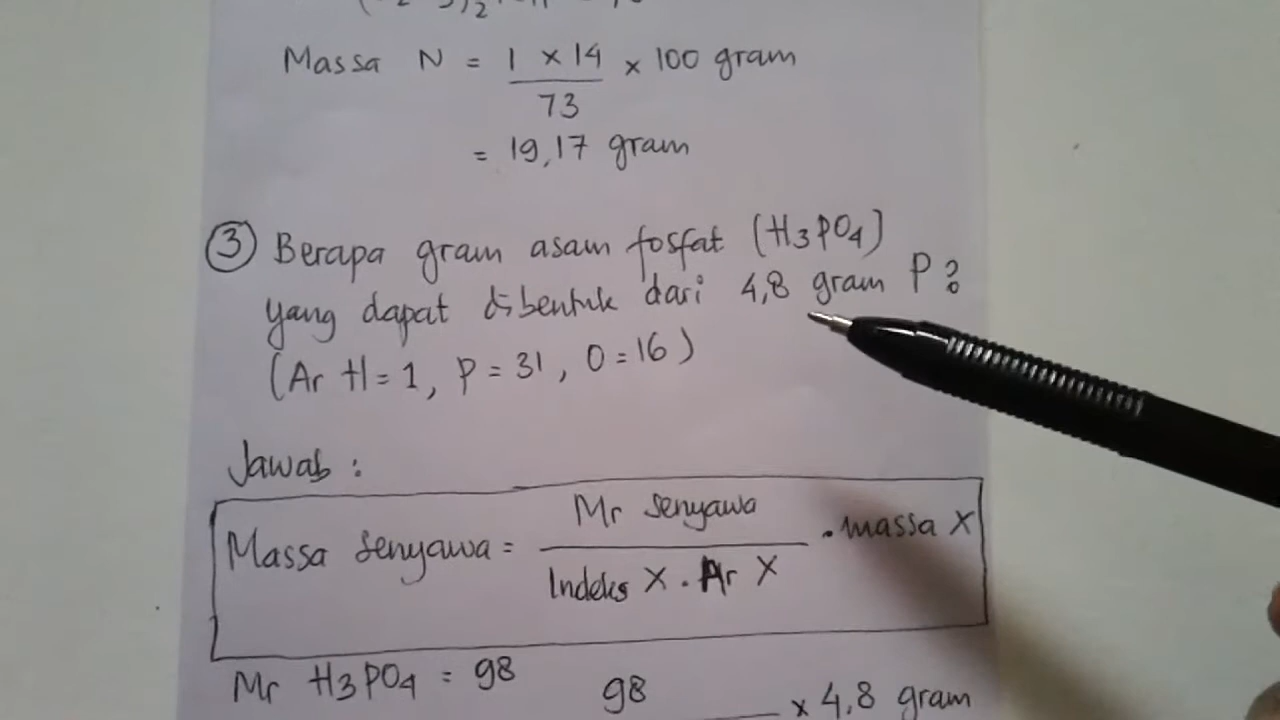 Massa N = 1 x 14 x 100 gram
73
= 19,17 gram
3 Berapa gram asam fosfat (H3PO4)
yang dapat dibentuk dari 4,8 gram P?
(Ar H = 1, P = 31, O = 16)
Jawab :
Massa Senyawa = Mr Senyawa . massa X
Indeks X . Ar X
Mr H3PO4 = 98
98 x 4,8 gram